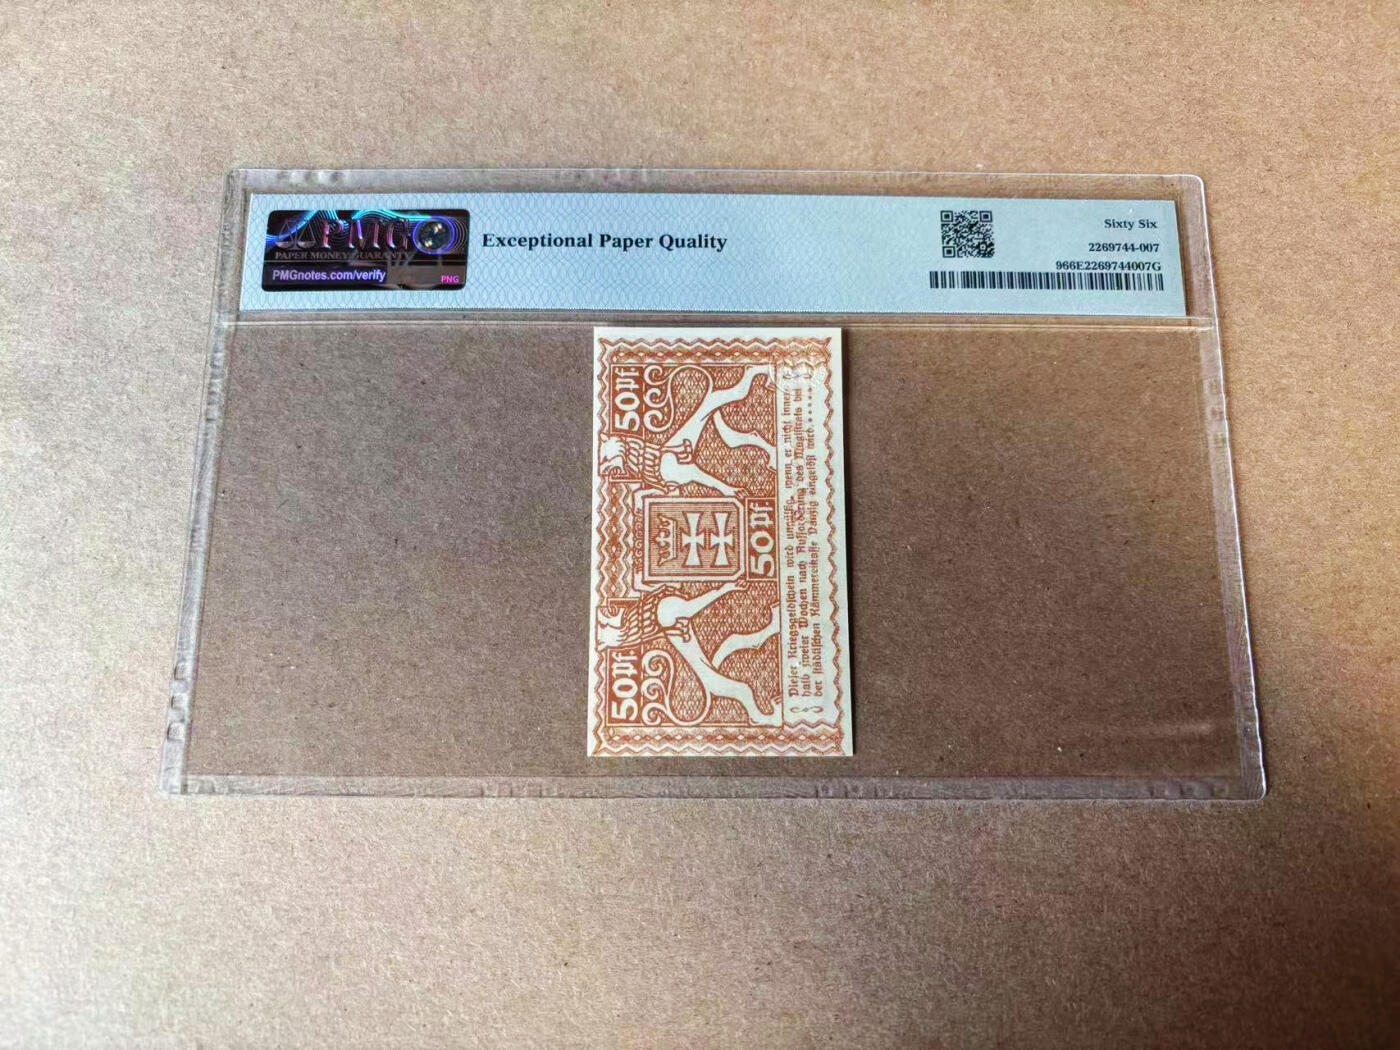 PMG
PAPER MONEY GUARANTY
PMGnotes.com/verify
PNG
Exceptional Paper Quality
Sixty Six
2269744-007
966E2269744007G
50 Pf.
50 Pf.
50 Pf.
Dieser Kriegsgeldschein wird ungültig, wenn er nicht inner-
halb zweier Wochen nach Aufforderung des Magistrats bei
der städtischen Kämmereikasse Danzig eingelöst wird.